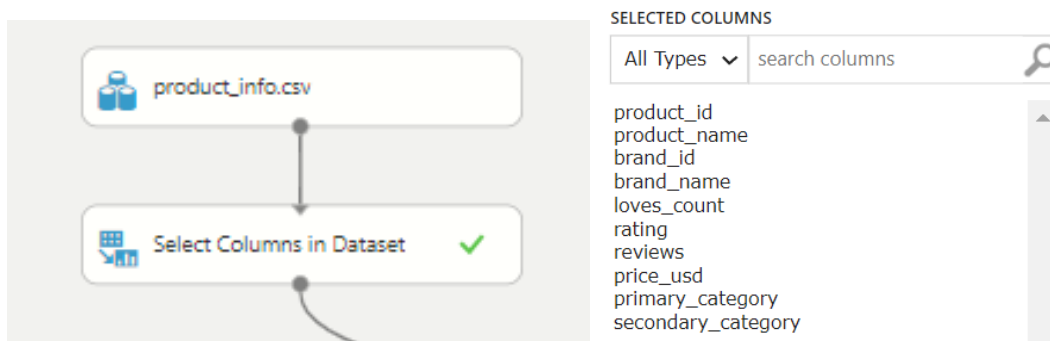 product_info.csv
Select Columns in Dataset
SELECTED COLUMNS
All Types
search columns
product_id
product_name
brand_id
brand_name
loves_count
rating
reviews
price_usd
primary_category
secondary_category